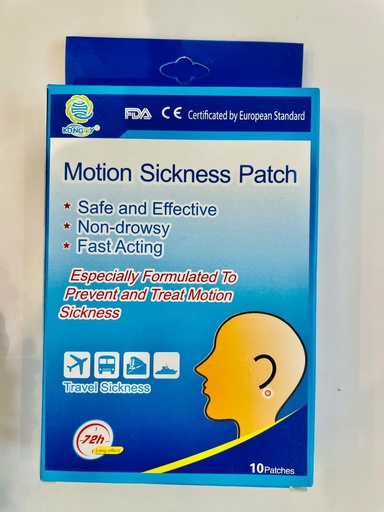 KONGDY
FDA CE Certificated by European Standard
Motion Sickness Patch
★ Safe and Effective
★ Non-drowsy
★ Fast Acting
Especially Formulated To
Prevent and Treat Motion
Sickness
Travel Sickness
72h
Long effect
10 Patches